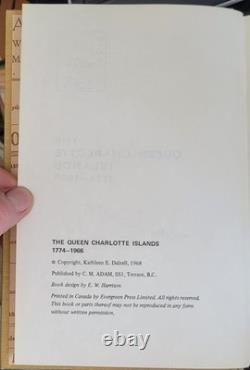 THE QUEEN CHARLOTTE ISLANDS
1774–1966
© Copyright, Kathleen E. Dalzell, 1968
Published by C. M. ADAM, SS1, Terrace, B.C.
Book design by E. W. Harrison
Printed in Canada by Evergreen Press Limited. All rights reserved.
This book or parts thereof may not be reproduced in any form
without written permission.